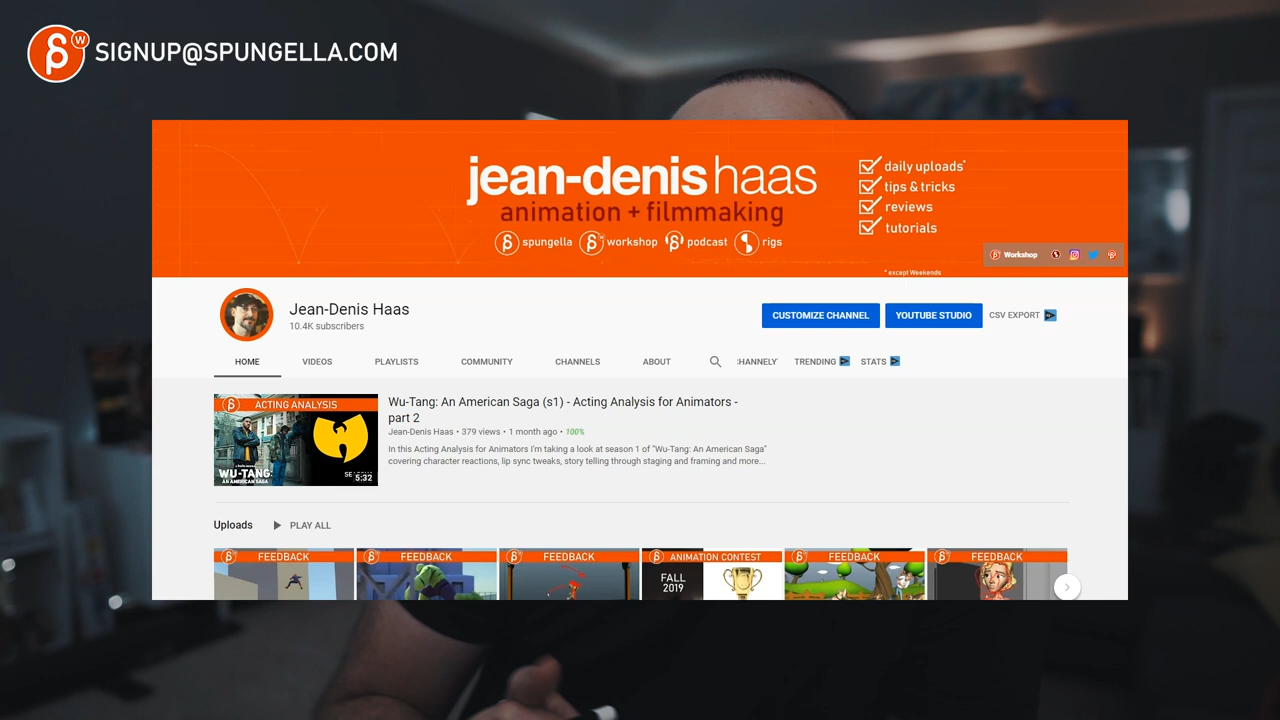 W
SIGNUP@SPUNGELLA.COM
jean-denis haas
animation + filmmaking
spungella workshop podcast rigs
daily uploads*
tips & tricks
reviews
tutorials
Workshop
* except Weekends
Jean-Denis Haas
10.4K subscribers
CUSTOMIZE CHANNEL
YOUTUBE STUDIO
CSV EXPORT
HOME VIDEOS PLAYLISTS COMMUNITY CHANNELS ABOUT HANNELY TRENDING STATS
ACTING ANALYSIS
WU-TANG:
AN AMERICAN SAGA
5:32
Wu-Tang: An American Saga (s1) - Acting Analysis for Animators -
part 2
Jean-Denis Haas • 379 views • 1 month ago • 100%
In this Acting Analysis for Animators I'm taking a look at season 1 of "Wu-Tang: An American Saga"
covering character reactions, lip sync tweaks, story telling through staging and framing and more...
Uploads PLAY ALL
FEEDBACK
FEEDBACK
FEEDBACK
ANIMATION CONTEST
FALL
2019
FEEDBACK
FEEDBACK